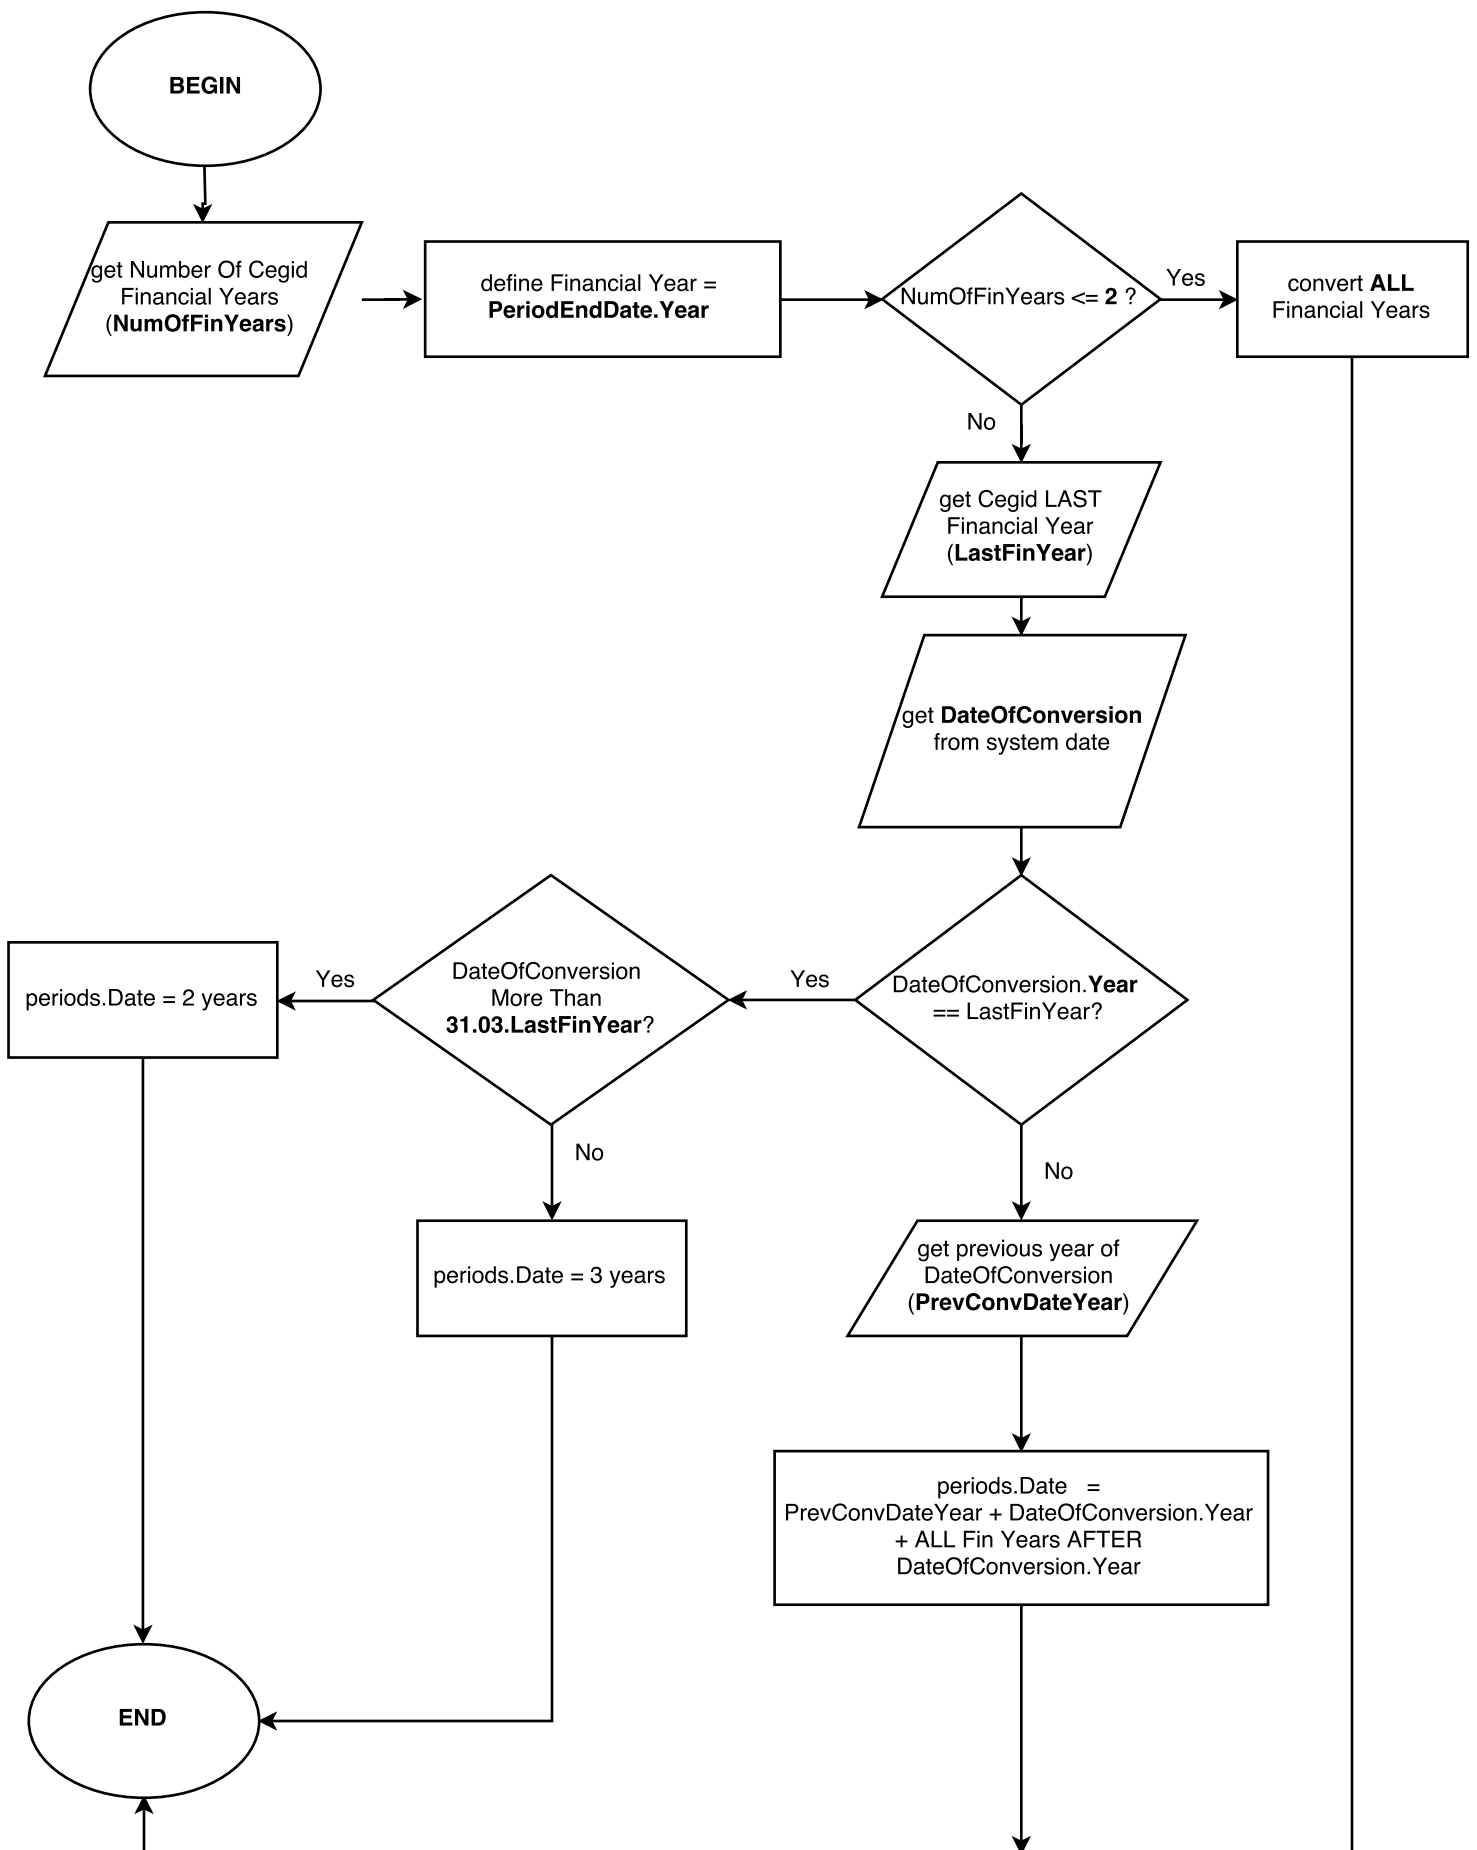 BEGIN
get Number Of Cegid
Financial Years
(NumOfFinYears)
define Financial Year =
PeriodEndDate.Year
NumOfFinYears <= 2 ?
Yes
convert ALL
Financial Years
No
get Cegid LAST
Financial Year
(LastFinYear)
get DateOfConversion
from system date
DateOfConversion.Year
== LastFinYear?
Yes
DateOfConversion
More Than
31.03.LastFinYear?
Yes
periods.Date = 2 years
No
periods.Date = 3 years
No
get previous year of
DateOfConversion
(PrevConvDateYear)
periods.Date   =
PrevConvDateYear + DateOfConversion.Year
+ ALL Fin Years AFTER
DateOfConversion.Year
END